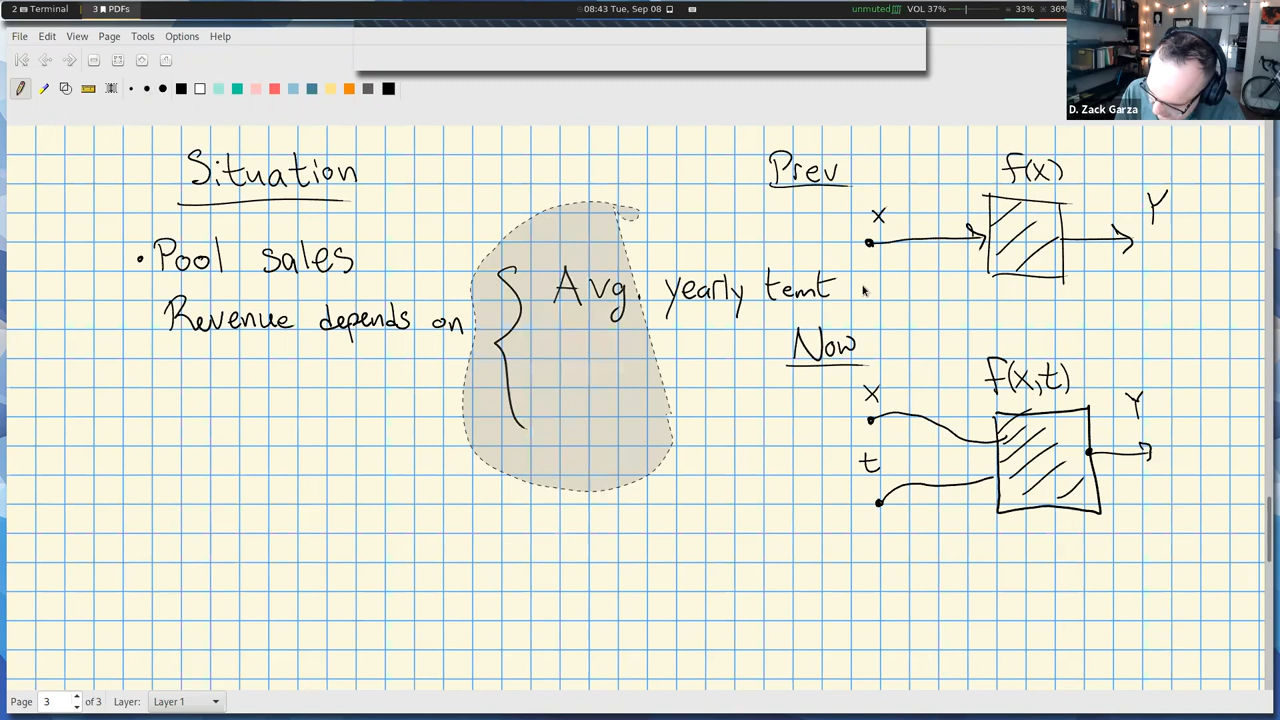 2 Terminal 3 PDFs 08:43 Tue, Sep 08 unmuted VOL 37% 33% 36%
File Edit View Page Tools Options Help
D. Zack Garza
Situation
• Pool sales
Revenue depends on { Avg. yearly temt
Prev
x f(x) Y
Now
x t f(x,t) Y
Page 3 of 3 Layer: Layer 1